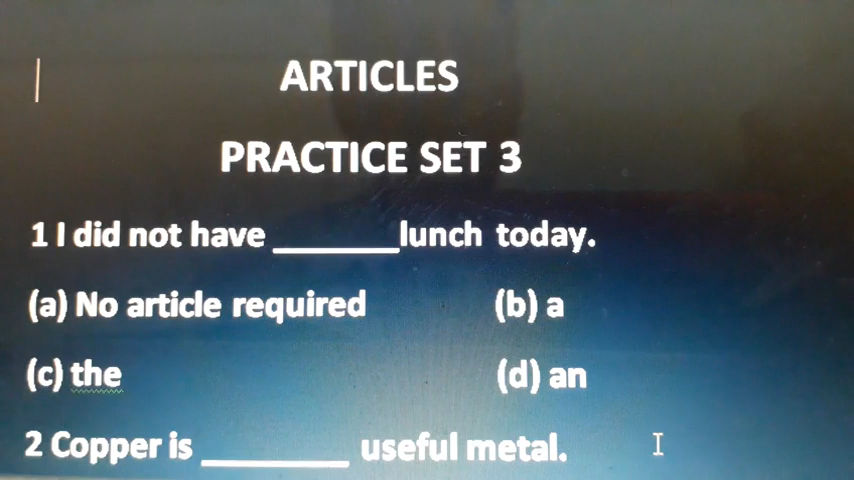 ARTICLES
PRACTICE SET 3
1 I did not have _______lunch today.
(a) No article required (b) a
(c) the (d) an
2 Copper is ________ useful metal.